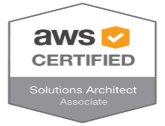 aws
CERTIFIED
Solutions Architect
Associate